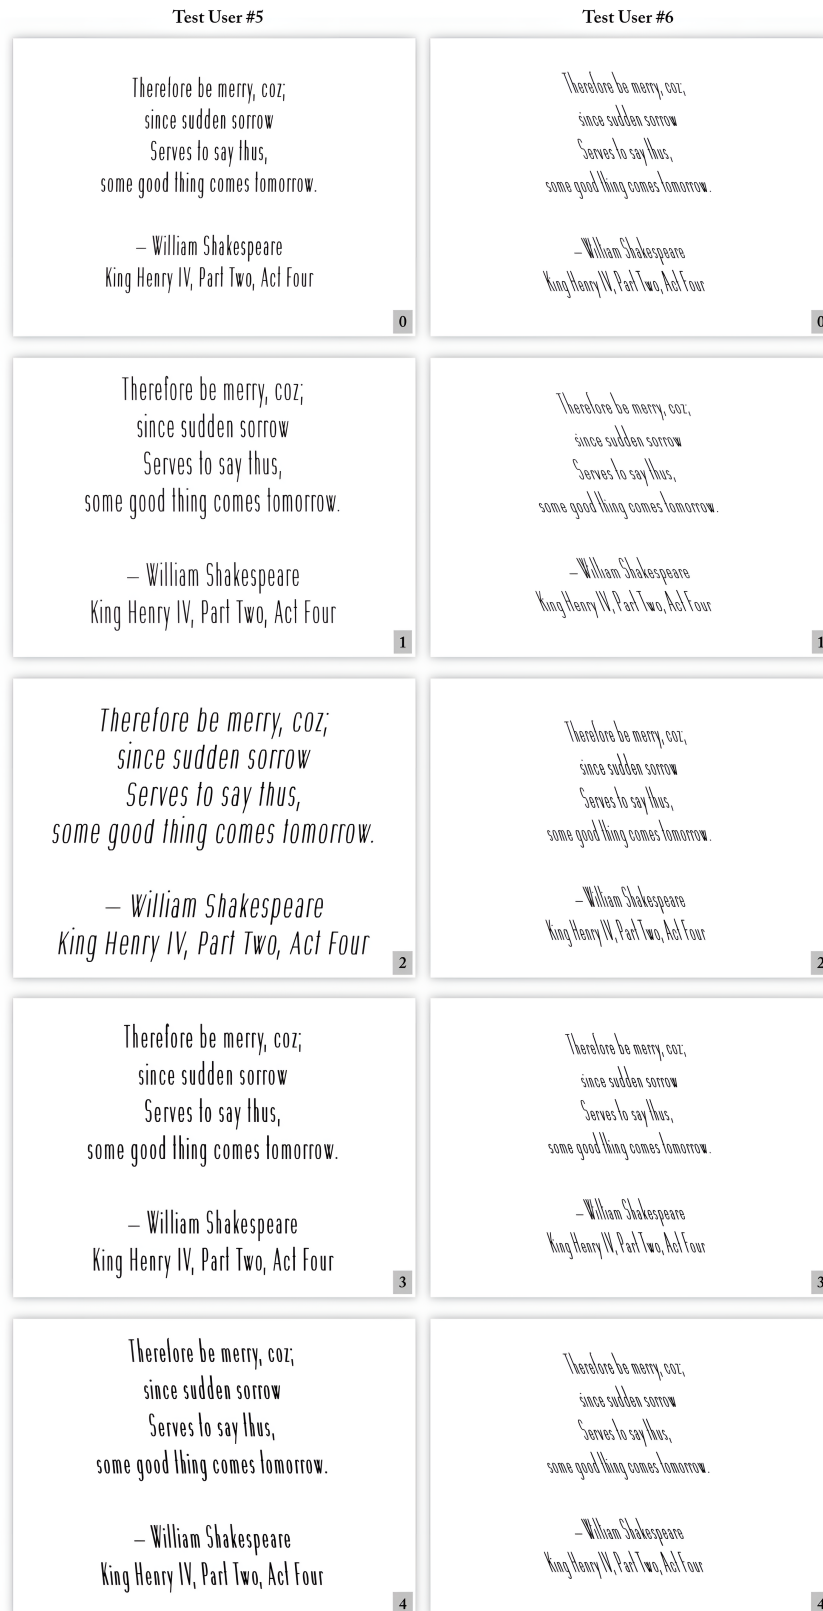 Test User #5
Therefore be merry, coz;
since sudden sorrow
Serves to say thus,
some good thing comes tomorrow.
– William Shakespeare
King Henry IV, Part Two, Act Four
0
Therefore be merry, coz;
since sudden sorrow
Serves to say thus,
some good thing comes tomorrow.
– William Shakespeare
King Henry IV, Part Two, Act Four
1
Therefore be merry, coz;
since sudden sorrow
Serves to say thus,
some good thing comes tomorrow.
– William Shakespeare
King Henry IV, Part Two, Act Four
2
Therefore be merry, coz;
since sudden sorrow
Serves to say thus,
some good thing comes tomorrow.
– William Shakespeare
King Henry IV, Part Two, Act Four
3
Therefore be merry, coz;
since sudden sorrow
Serves to say thus,
some good thing comes tomorrow.
– William Shakespeare
King Henry IV, Part Two, Act Four
4
Test User #6
Therefore be merry, coz;
since sudden sorrow
Serves to say thus,
some good thing comes tomorrow.
– William Shakespeare
King Henry IV, Part Two, Act Four
0
Therefore be merry, coz;
since sudden sorrow
Serves to say thus,
some good thing comes tomorrow.
– William Shakespeare
King Henry IV, Part Two, Act Four
1
Therefore be merry, coz;
since sudden sorrow
Serves to say thus,
some good thing comes tomorrow.
– William Shakespeare
King Henry IV, Part Two, Act Four
2
Therefore be merry, coz;
since sudden sorrow
Serves to say thus,
some good thing comes tomorrow.
– William Shakespeare
King Henry IV, Part Two, Act Four
3
Therefore be merry, coz;
since sudden sorrow
Serves to say thus,
some good thing comes tomorrow.
– William Shakespeare
King Henry IV, Part Two, Act Four
4